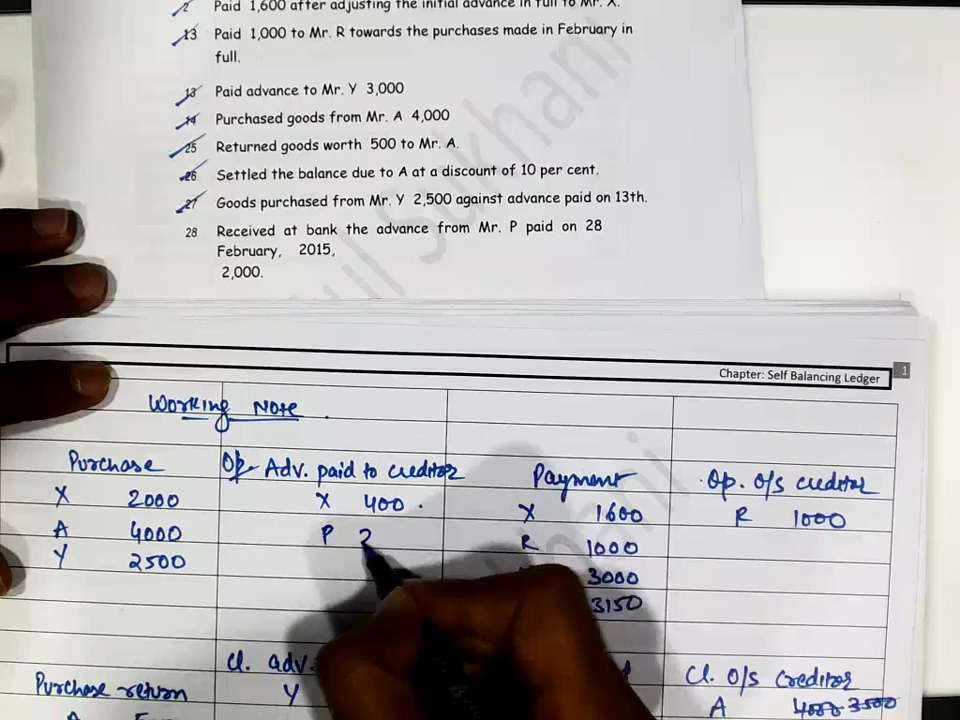 2 Paid 1,600 after adjusting the initial advance in full to Mr. X.
13 Paid 1,000 to Mr. R towards the purchases made in February in
full.
13 Paid advance to Mr. Y 3,000
14 Purchased goods from Mr. A 4,000
25 Returned goods worth 500 to Mr. A.
26 Settled the balance due to A at a discount of 10 per cent.
27 Goods purchased from Mr. Y 2,500 against advance paid on 13th.
28 Received at bank the advance from Mr. P paid on 28
February, 2015,
2,000.
Sukhani
Chapter: Self Balancing Ledger 1
Working Note
Purchase Op. Adv. paid to creditor Payment Op. o/s creditor
X 2000 X 400 X 1600 R 1000
A 4000 P 2 R 1000
Y 2500 3000
3150
Purchase return Cl. adv. Cl. o/s creditor
Y A 4000 3500